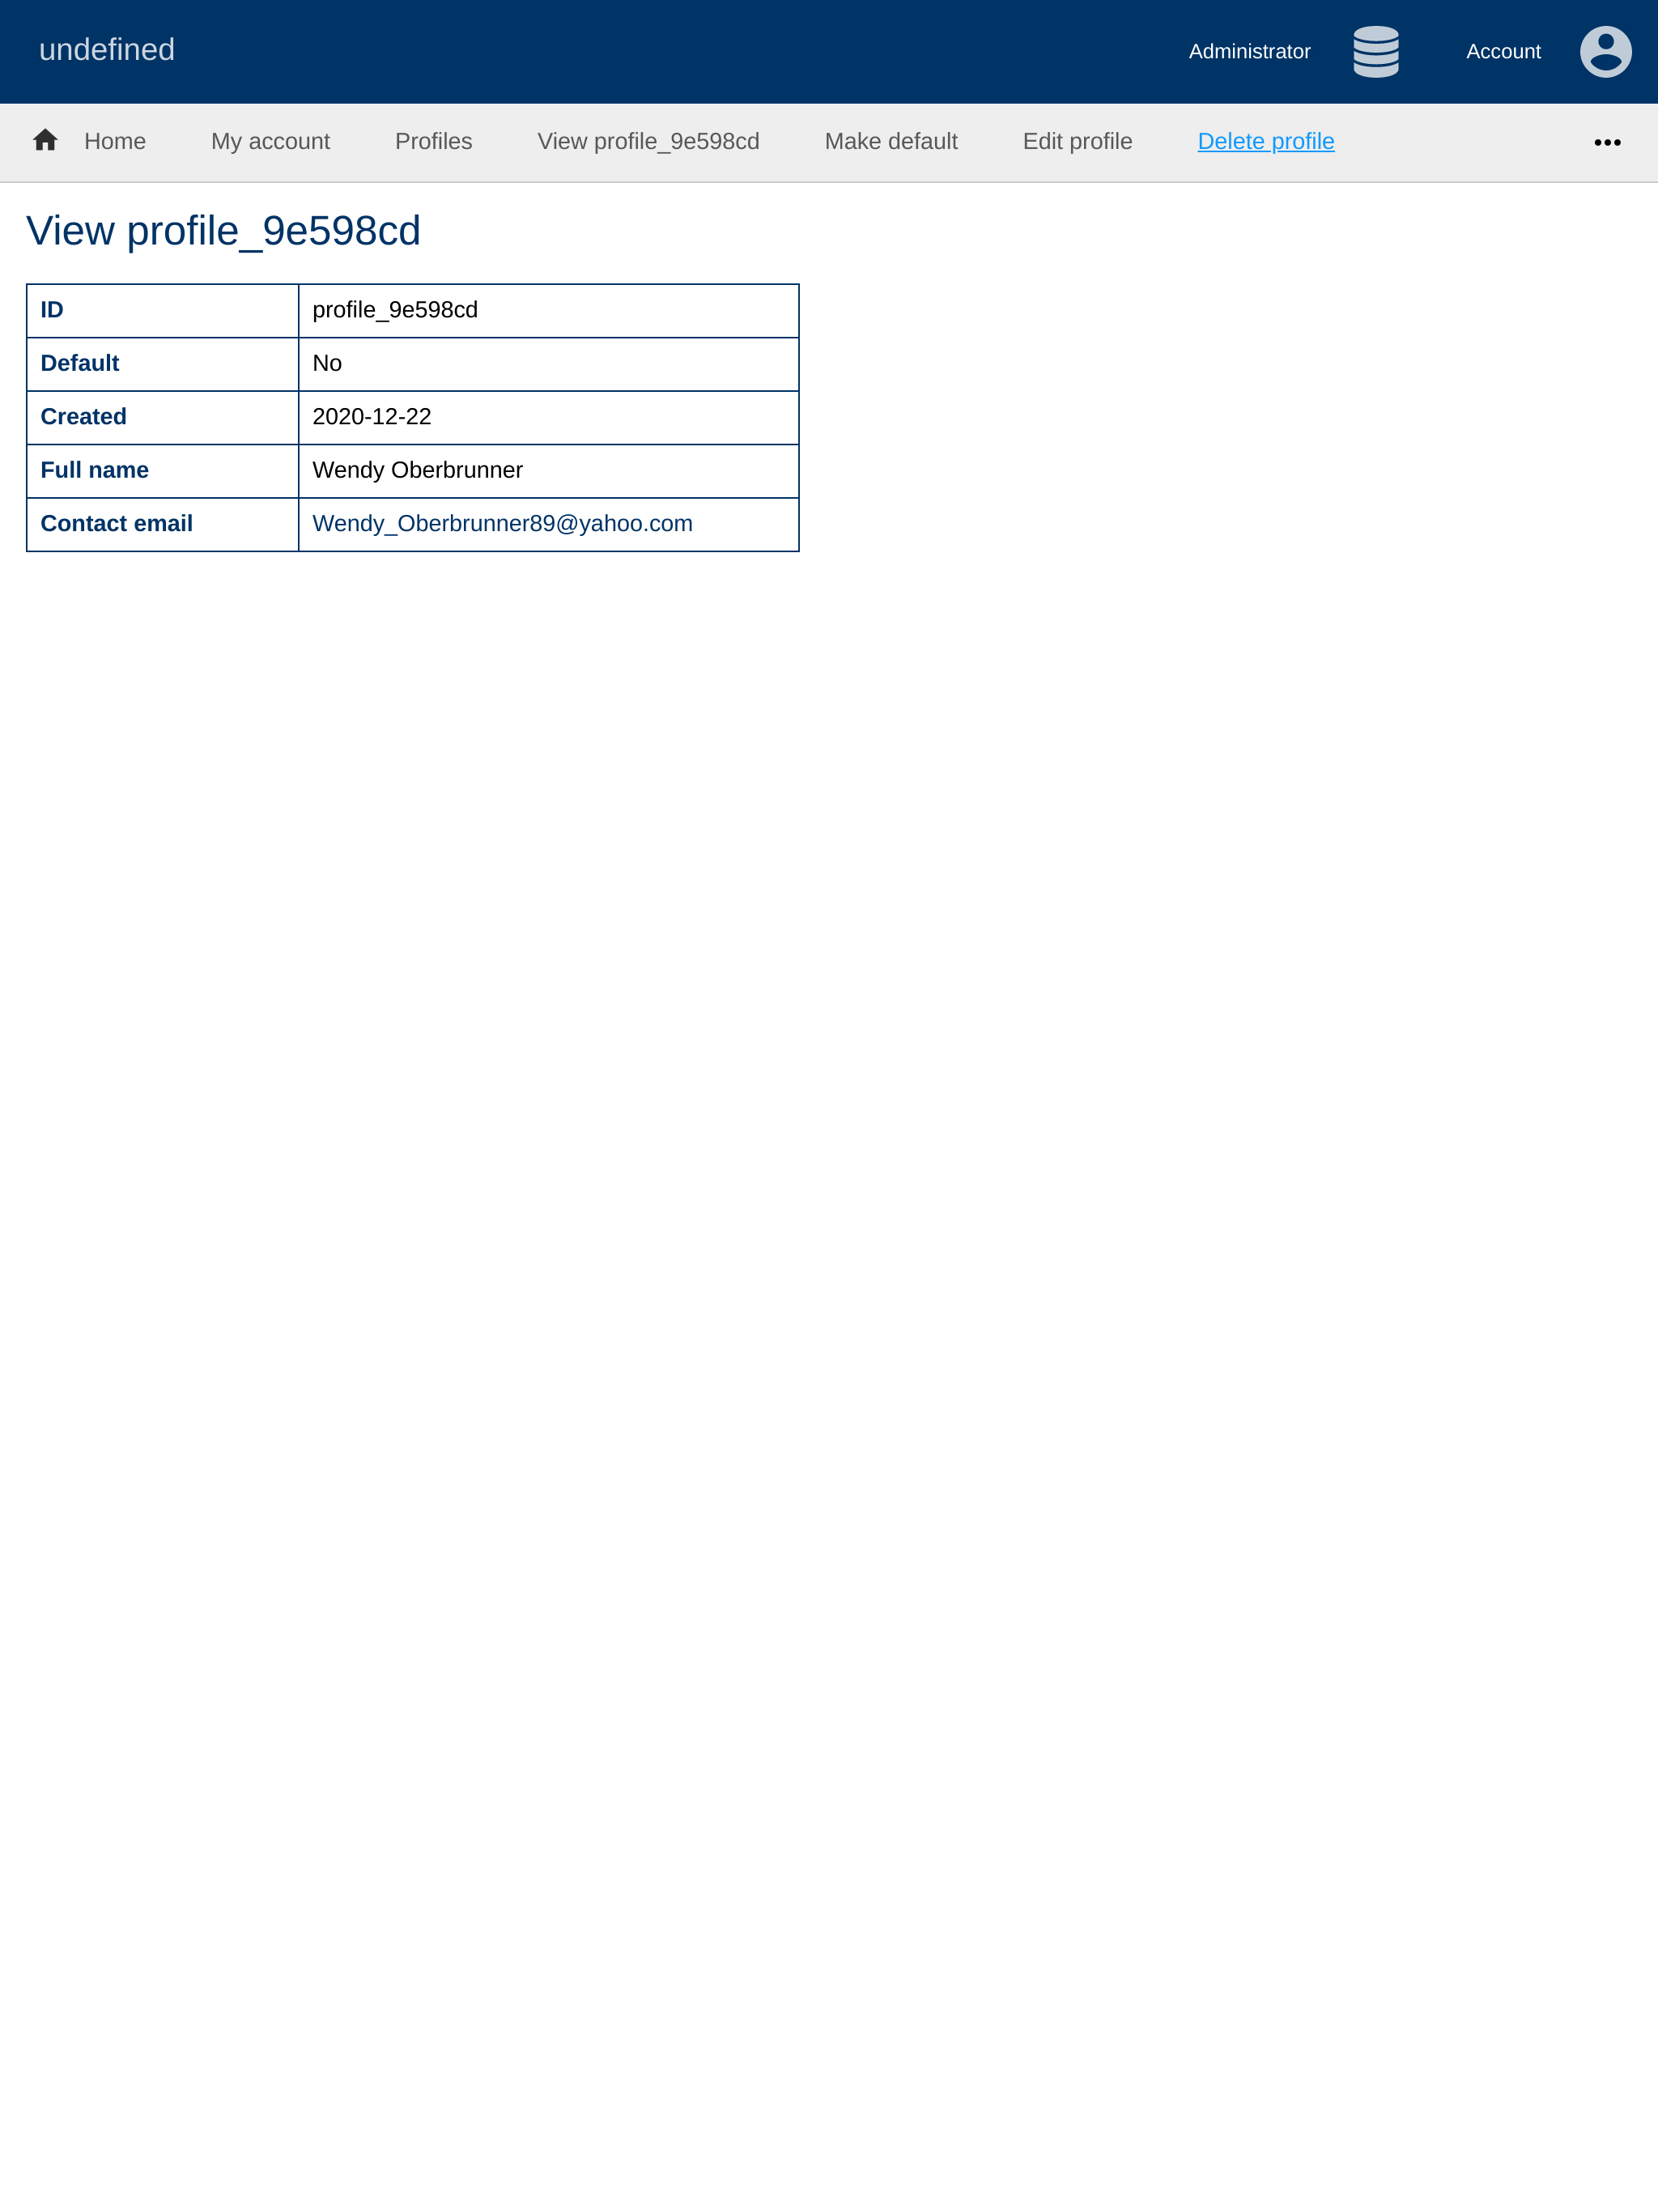 undefined
Administrator
Account
Home My account Profiles View profile_9e598cd Make default Edit profile Delete profile
View profile_9e598cd
ID profile_9e598cd
Default No
Created 2020-12-22
Full name Wendy Oberbrunner
Contact email Wendy_Oberbrunner89@yahoo.com